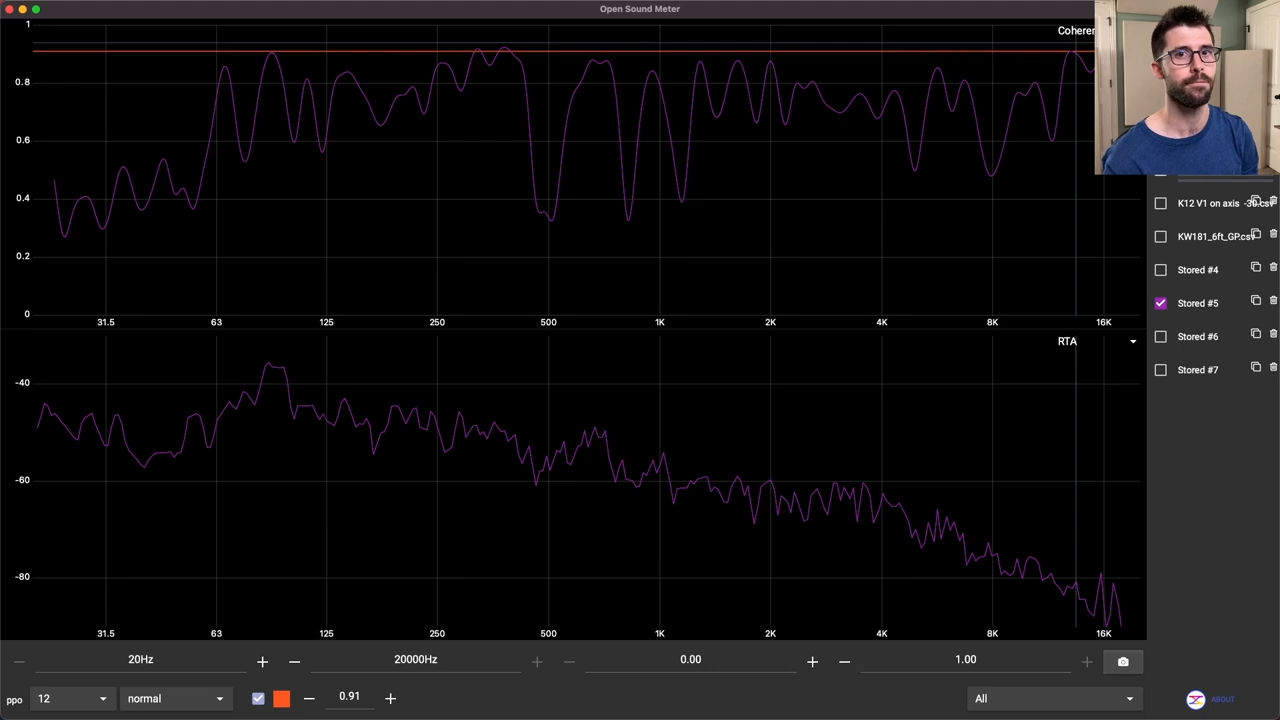 Open Sound Meter
1
Coheren
0.8
0.6
0.4
0.2
0
31.5 63 125 250 500 1K 2K 4K 8K 16K
K12 V1 on axis -30.csv
KW181_6ft_GP.csv
Stored #4
Stored #5
Stored #6
Stored #7
RTA
-40
-60
-80
31.5 63 125 250 500 1K 2K 4K 8K 16K
20Hz + − 20000Hz + − 0.00 + − 1.00 +
ppo 12 normal − 0.91 + All ABOUT